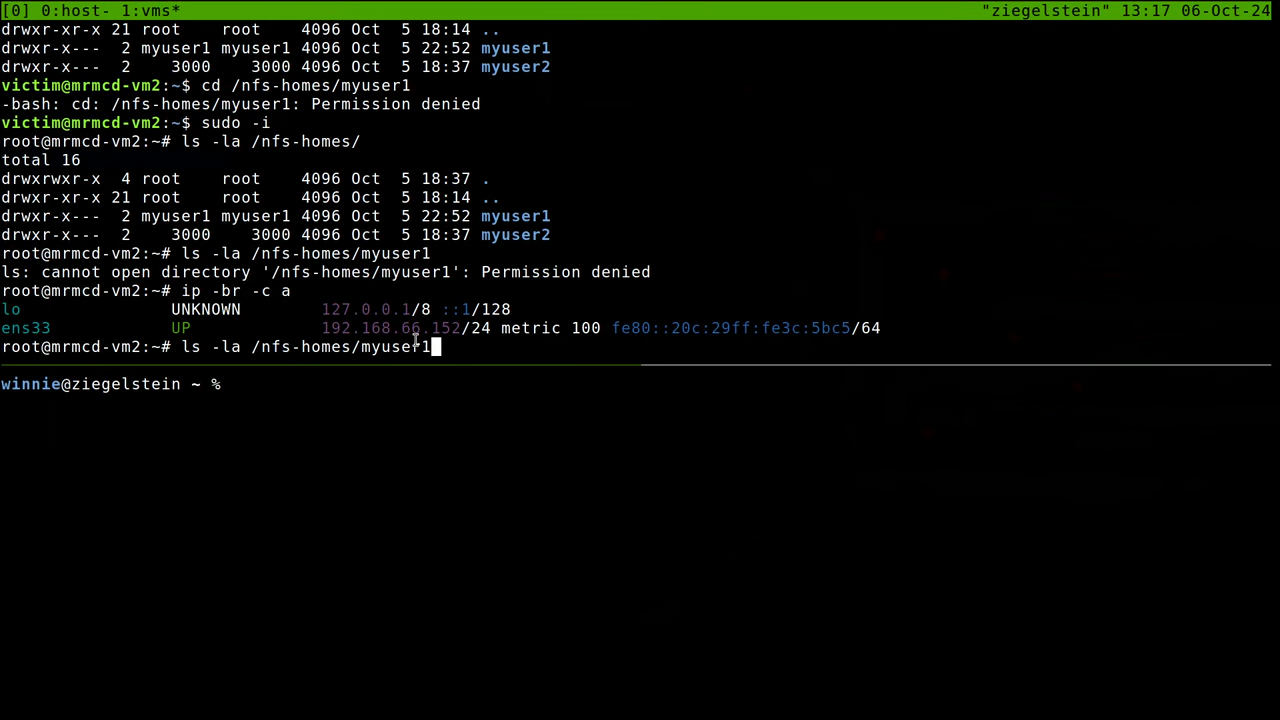 [0] 0:host- 1:vms* "ziegelstein" 13:17 06-Oct-24
drwxr-xr-x 21 root root 4096 Oct 5 18:14 ..
drwxr-x--- 2 myuser1 myuser1 4096 Oct 5 22:52 myuser1
drwxr-x--- 2 3000 3000 4096 Oct 5 18:37 myuser2
victim@mrmcd-vm2:~$ cd /nfs-homes/myuser1
-bash: cd: /nfs-homes/myuser1: Permission denied
victim@mrmcd-vm2:~$ sudo -i
root@mrmcd-vm2:~# ls -la /nfs-homes/
total 16
drwxrwxr-x 4 root root 4096 Oct 5 18:37 .
drwxr-xr-x 21 root root 4096 Oct 5 18:14 ..
drwxr-x--- 2 myuser1 myuser1 4096 Oct 5 22:52 myuser1
drwxr-x--- 2 3000 3000 4096 Oct 5 18:37 myuser2
root@mrmcd-vm2:~# ls -la /nfs-homes/myuser1
ls: cannot open directory '/nfs-homes/myuser1': Permission denied
root@mrmcd-vm2:~# ip -br -c a
lo UNKNOWN 127.0.0.1/8 ::1/128
ens33 UP 192.168.66.152/24 metric 100 fe80::20c:29ff:fe3c:5bc5/64
root@mrmcd-vm2:~# ls -la /nfs-homes/myuser1
winnie@ziegelstein ~ %